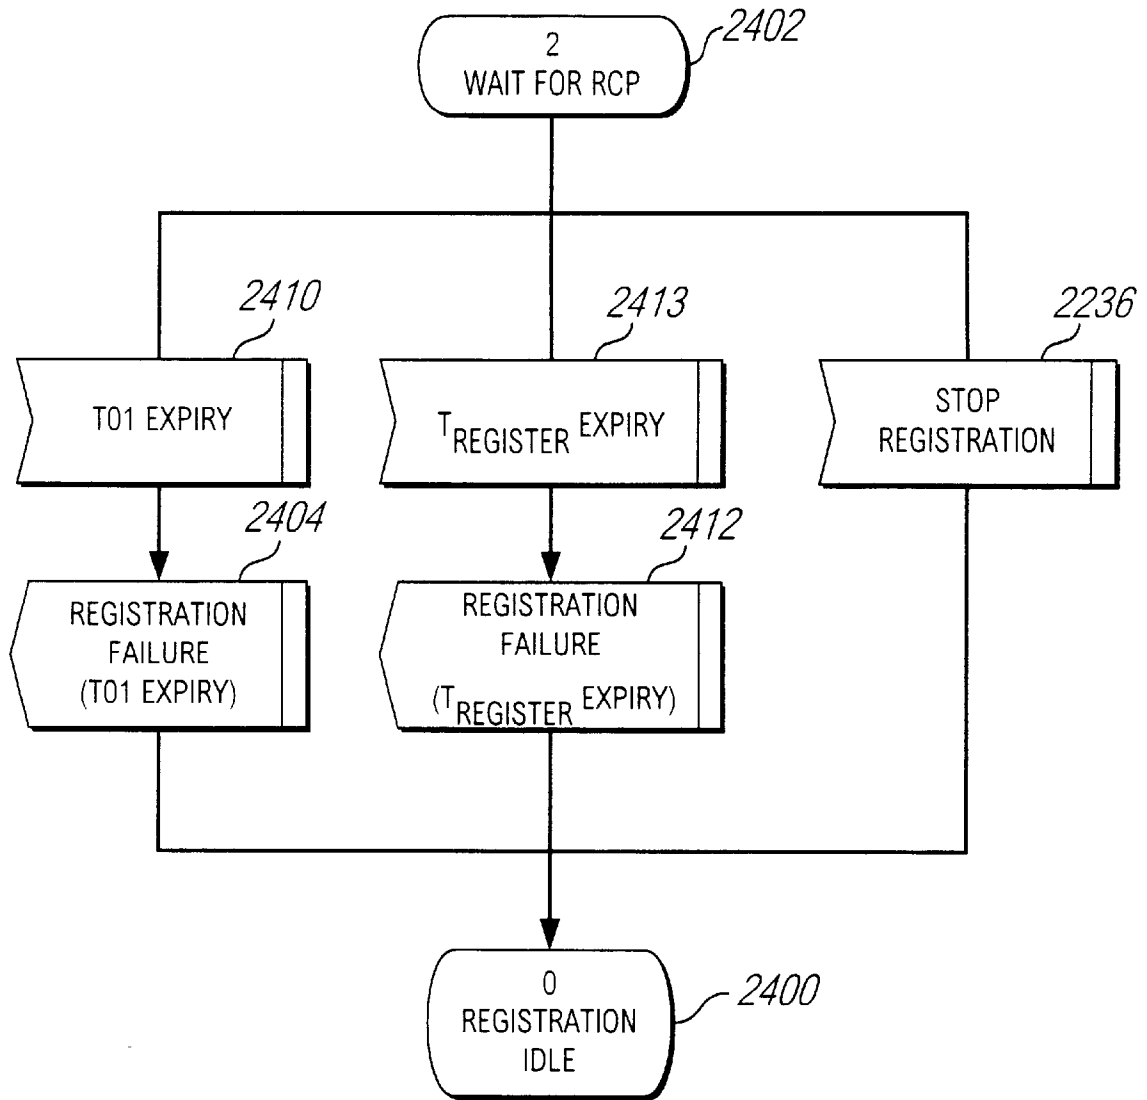 2402
2
WAIT FOR RCP
2410
2413
2236
T01 EXPIRY
TREGISTER EXPIRY
STOP
REGISTRATION
2404
2412
REGISTRATION
FAILURE
(T01 EXPIRY)
REGISTRATION
FAILURE
(TREGISTER EXPIRY)
0
REGISTRATION
IDLE
2400